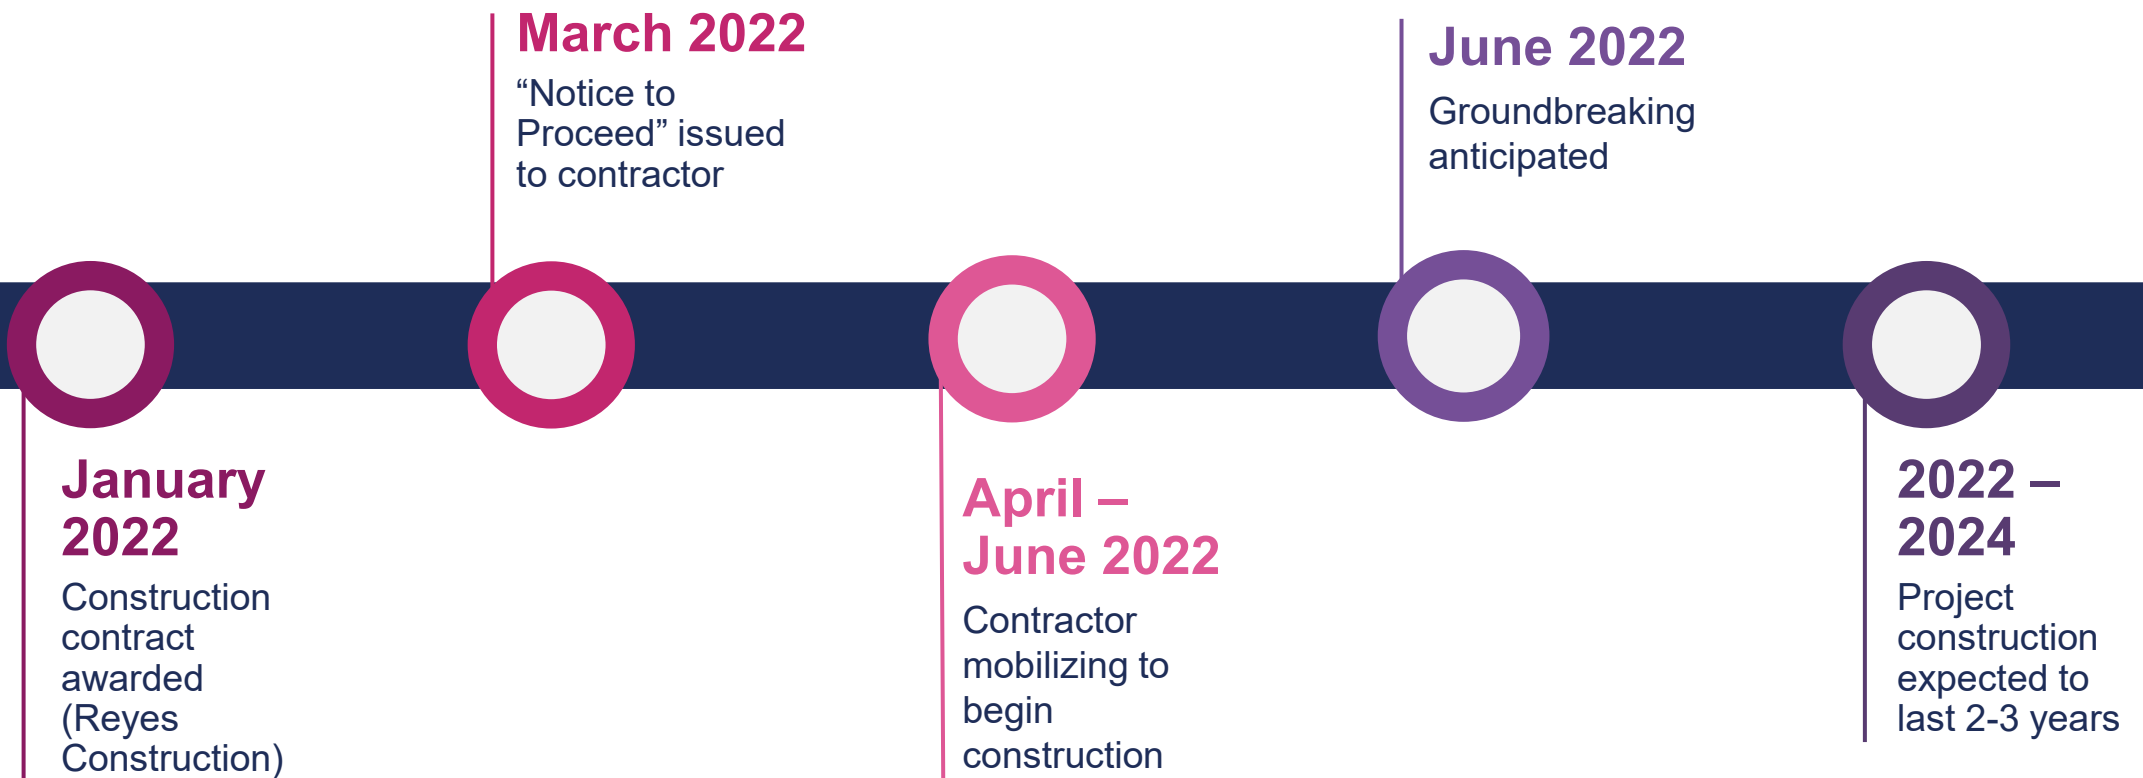 January
2022
Construction
contract
awarded
(Reyes
Construction)
March 2022
“Notice to
Proceed” issued
to contractor
April –
June 2022
Contractor
mobilizing to
begin
construction
June 2022
Groundbreaking
anticipated
2022 –
2024
Project
construction
expected to
last 2-3 years